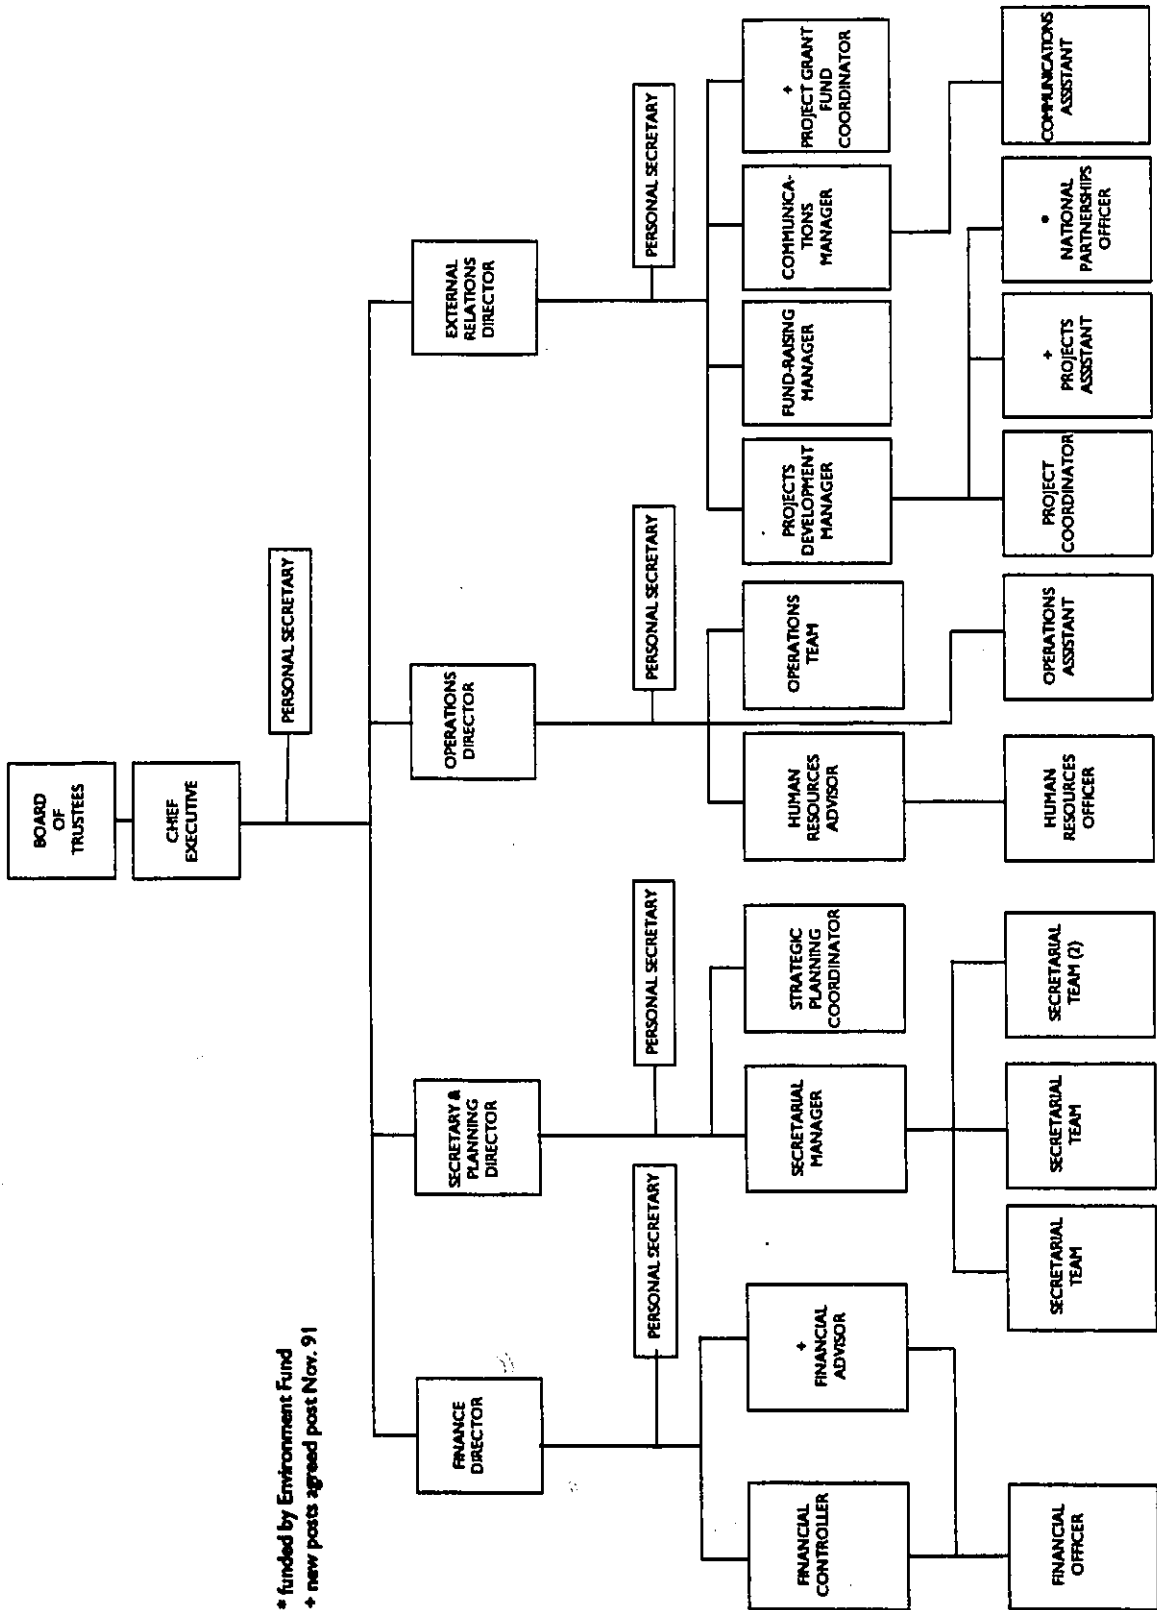 BOARD
OF
TRUSTEES
CHIEF
EXECUTIVE
PERSONAL SECRETARY
* funded by Environment Fund
+ new posts agreed post Nov. 91
FINANCE
DIRECTOR
SECRETARY &
PLANNING
DIRECTOR
OPERATIONS
DIRECTOR
EXTERNAL
RELATIONS
DIRECTOR
PERSONAL SECRETARY
PERSONAL SECRETARY
PERSONAL SECRETARY
PERSONAL SECRETARY
FINANCIAL
CONTROLLER
+
FINANCIAL
ADVISOR
SECRETARIAL
MANAGER
STRATEGIC
PLANNING
COORDINATOR
HUMAN
RESOURCES
ADVISOR
OPERATIONS
TEAM
PROJECTS
DEVELOPMENT
MANAGER
FUND-RAISING
MANAGER
COMMUNICA-
TIONS
MANAGER
+
PROJECT GRANT
FUND
COORDINATOR
FINANCIAL
OFFICER
SECRETARIAL
TEAM
SECRETARIAL
TEAM
SECRETARIAL
TEAM (2)
HUMAN
RESOURCES
OFFICER
OPERATIONS
ASSISTANT
PROJECT
COORDINATOR
+
PROJECTS
ASSISTANT
*
NATIONAL
PARTNERSHIPS
OFFICER
COMMUNICATIONS
ASSISTANT